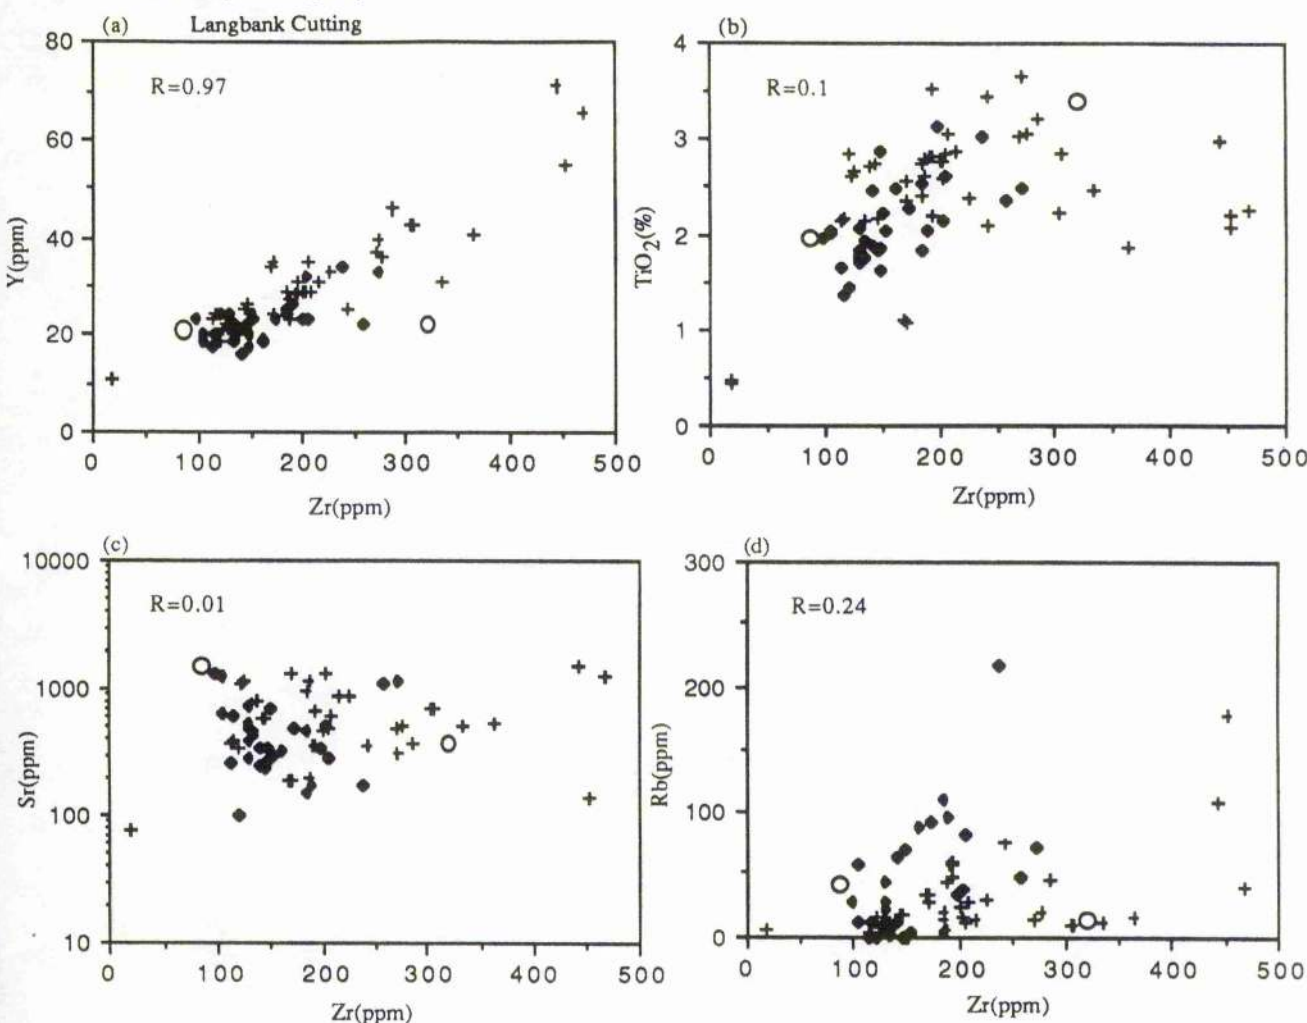 (a) Langbank Cutting
80
60
40
20
0
Y(ppm)
R=0.97
0 100 200 300 400 500
Zr(ppm)
(b)
4
3
2
1
0
TiO2(%)
R=0.1
0 100 200 300 400 500
Zr(ppm)
(c)
10000
1000
100
10
Sr(ppm)
R=0.01
0 100 200 300 400 500
Zr(ppm)
(d)
300
200
100
0
Rb(ppm)
R=0.24
0 100 200 300 400 500
Zr(ppm)